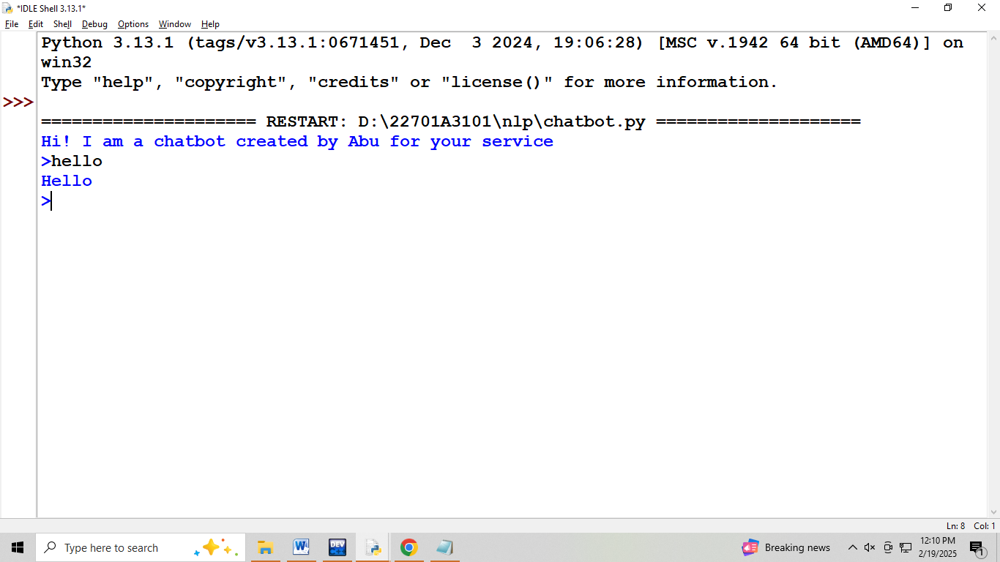 *IDLE Shell 3.13.1*
File Edit Shell Debug Options Window Help
Python 3.13.1 (tags/v3.13.1:0671451, Dec  3 2024, 19:06:28) [MSC v.1942 64 bit (AMD64)] on
win32
Type "help", "copyright", "credits" or "license()" for more information.
>>>
===================== RESTART: D:\22701A3101\nlp\chatbot.py ====================
Hi! I am a chatbot created by Abu for your service
>hello
Hello
>
Ln: 8 Col: 1
Type here to search
W
DEV
Breaking news
12:10 PM
2/19/2025
1